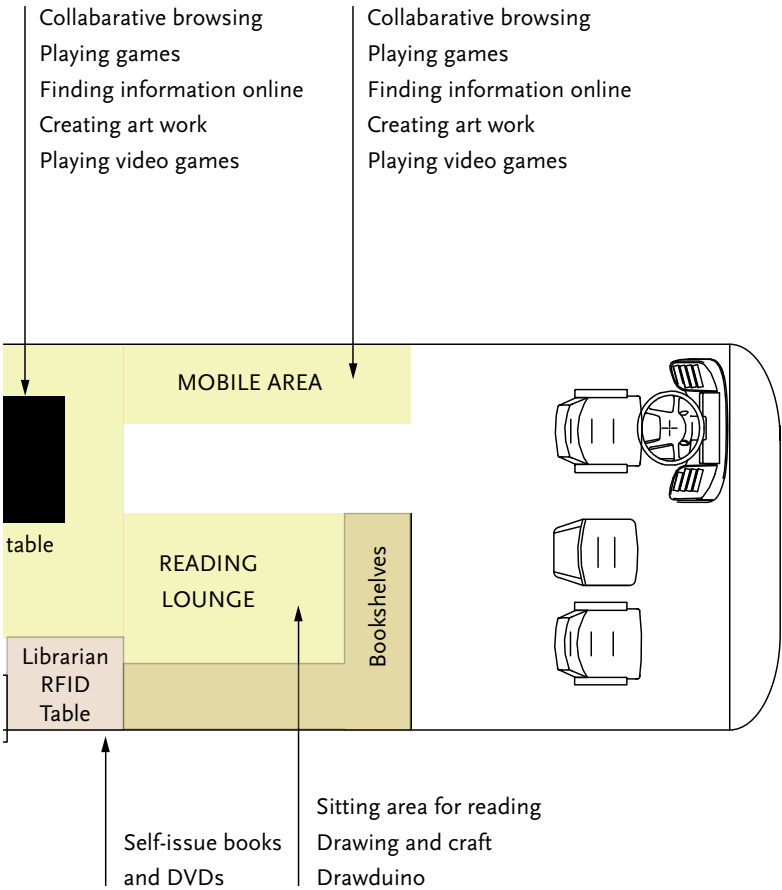 Collabarative browsing
Playing games
Finding information online
Creating art work
Playing video games
Collabarative browsing
Playing games
Finding information online
Creating art work
Playing video games
MOBILE AREA
table
READING
LOUNGE
Bookshelves
Librarian
RFID
Table
Self-issue books
and DVDs
Sitting area for reading
Drawing and craft
Drawduino